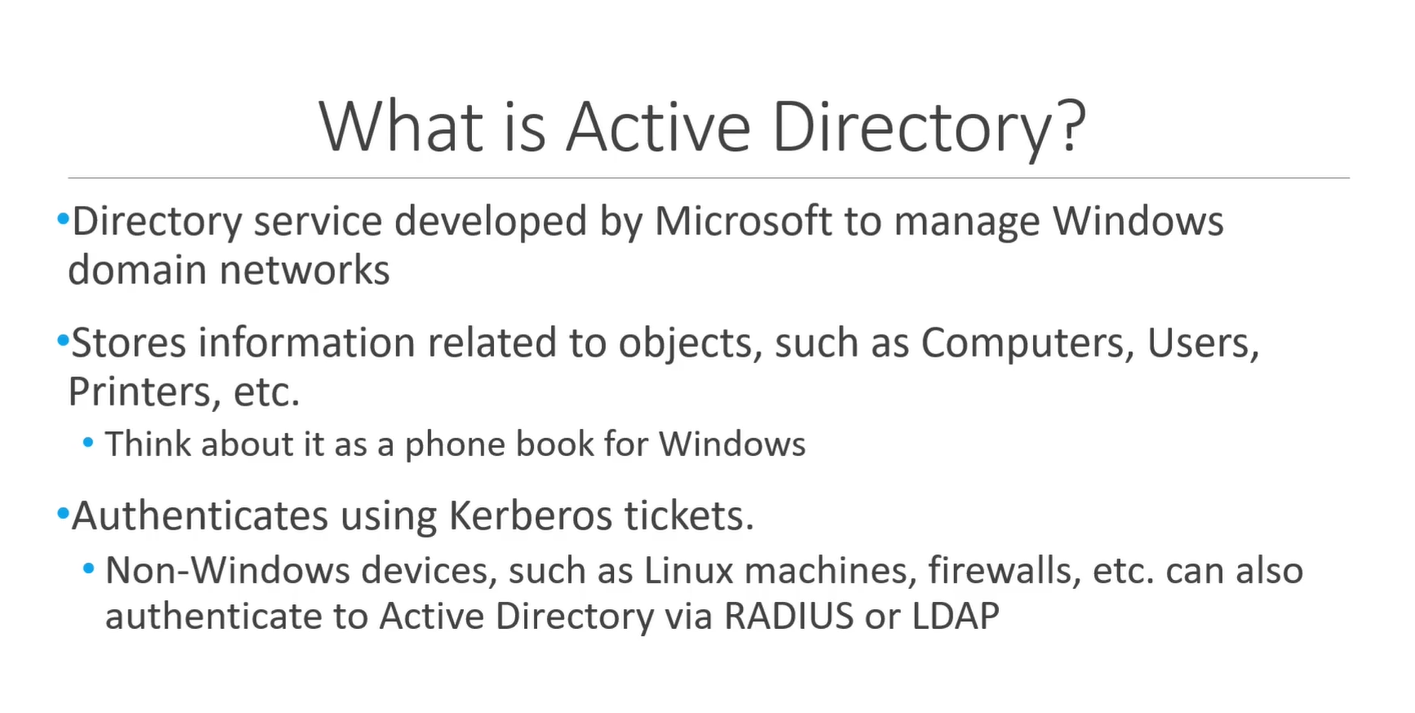 What is Active Directory?
•Directory service developed by Microsoft to manage Windows
domain networks
•Stores information related to objects, such as Computers, Users,
Printers, etc.
• Think about it as a phone book for Windows
•Authenticates using Kerberos tickets.
• Non-Windows devices, such as Linux machines, firewalls, etc. can also
authenticate to Active Directory via RADIUS or LDAP